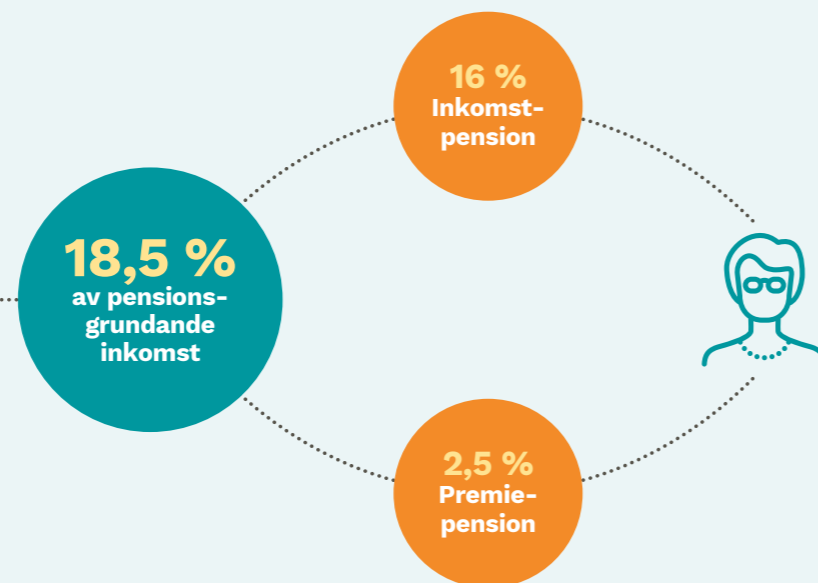 16 %
Inkomst-
pension
18,5 %
av pensions-
grundande
inkomst
2,5 %
Premie-
pension